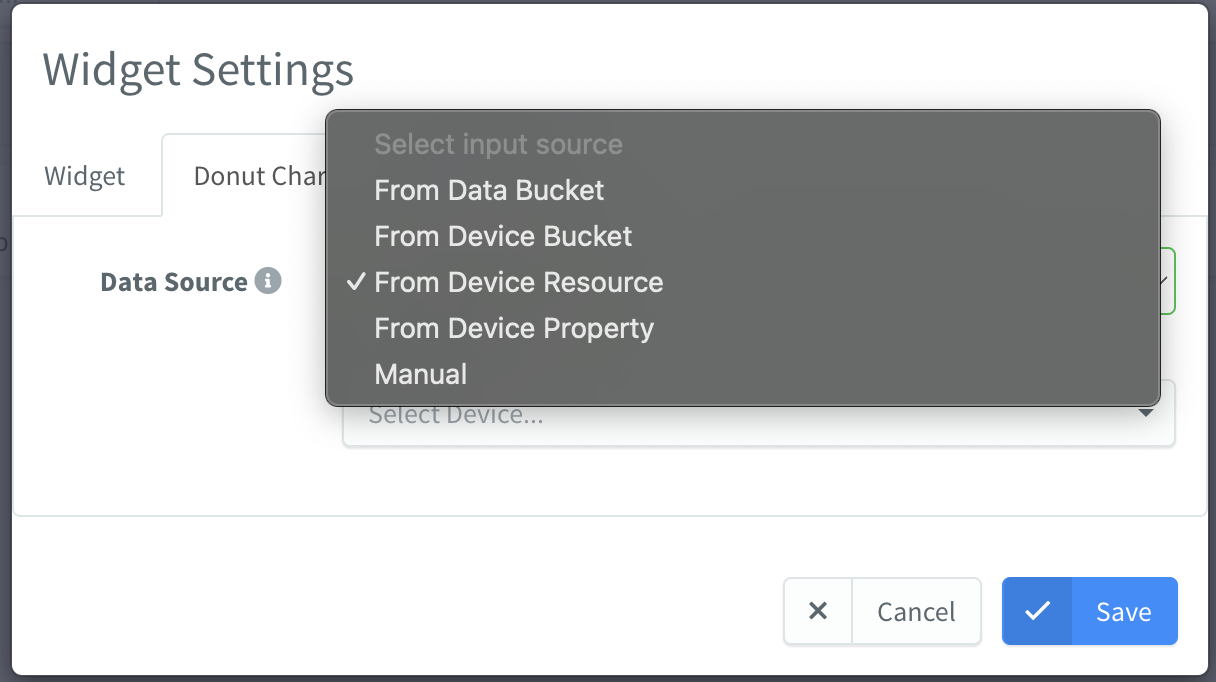 Widget Settings
Widget
Donut Char
Select input source
From Data Bucket
From Device Bucket
From Device Resource
From Device Property
Manual
Data Source
Select Device...
Cancel
Save